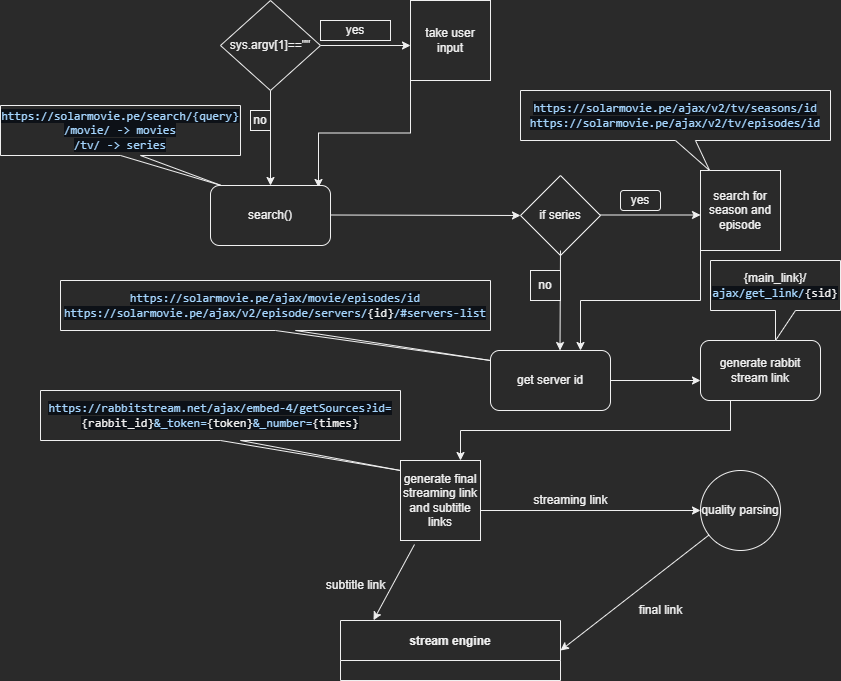 sys.argv[1]==""
yes
take user
input
no
https://solarmovie.pe/search/{query}
/movie/ -> movies
/tv/ -> series
https://solarmovie.pe/ajax/v2/tv/seasons/id
https://solarmovie.pe/ajax/v2/tv/episodes/id
search()
if series
yes
search for
season and
episode
no
{main_link}/
ajax/get_link/{sid}
https://solarmovie.pe/ajax/movie/episodes/id
https://solarmovie.pe/ajax/v2/episode/servers/{id}/#servers-list
get server id
generate rabbit
stream link
https://rabbitstream.net/ajax/embed-4/getSources?id=
{rabbit_id}&_token={token}&_number={times}
generate final
streaming link
and subtitle
links
streaming link
quality parsing
subtitle link
final link
stream engine